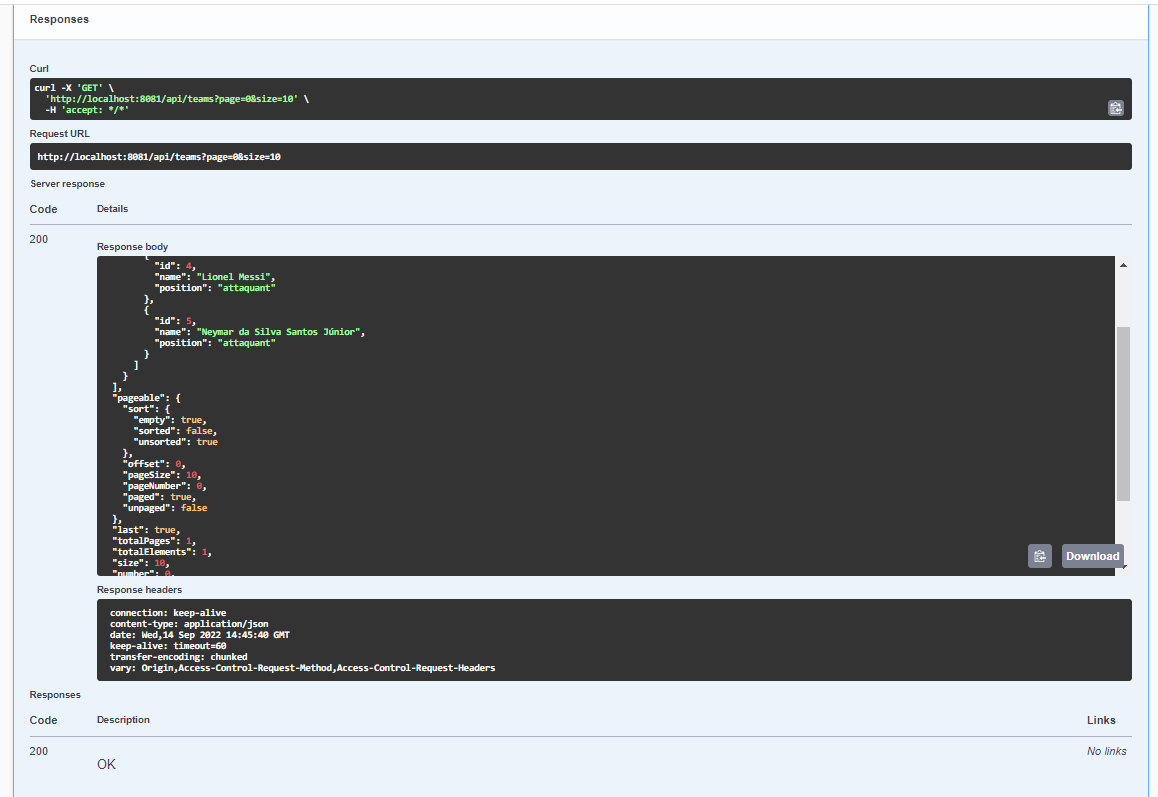 Responses
Curl
curl -X 'GET' \
'http://localhost:8081/api/teams?page=0&size=10' \
-H 'accept: */*'
Request URL
http://localhost:8081/api/teams?page=0&size=10
Server response
Code Details
200
Response body
{
"id": 4,
"name": "Lionel Messi",
"position": "attaquant"
},
{
"id": 5,
"name": "Neymar da Silva Santos Júnior",
"position": "attaquant"
}
]
}
],
"pageable": {
"sort": {
"empty": true,
"sorted": false,
"unsorted": true
},
"offset": 0,
"pageSize": 10,
"pageNumber": 0,
"paged": true,
"unpaged": false
},
"last": true,
"totalPages": 1,
"totalElements": 1,
"size": 10,
"number": 0,
Download
Response headers
connection: keep-alive
content-type: application/json
date: Wed,14 Sep 2022 14:45:40 GMT
keep-alive: timeout=60
transfer-encoding: chunked
vary: Origin,Access-Control-Request-Method,Access-Control-Request-Headers
Responses
Code Description Links
200 No links
OK